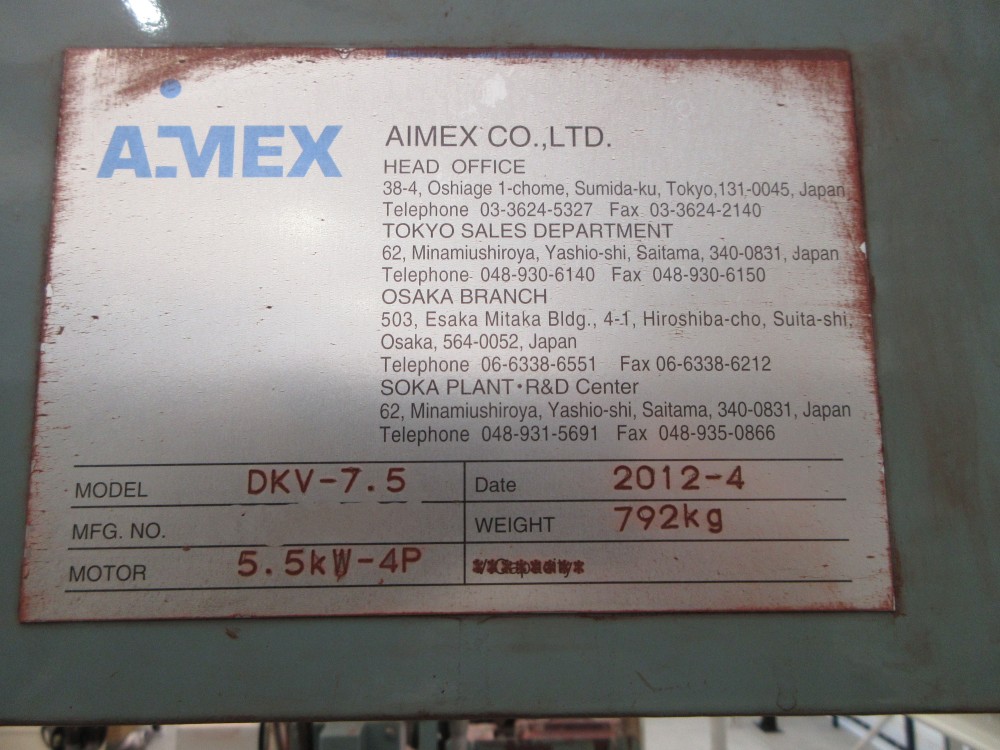 AIMEX
AIMEX CO.,LTD.
HEAD OFFICE
38-4, Oshiage 1-chome, Sumida-ku, Tokyo,131-0045, Japan
Telephone 03-3624-5327 Fax 03-3624-2140
TOKYO SALES DEPARTMENT
62, Minamiushiroya, Yashio-shi, Saitama, 340-0831, Japan
Telephone 048-930-6140 Fax 048-930-6150
OSAKA BRANCH
503, Esaka Mitaka Bldg., 4-1, Hiroshiba-cho, Suita-shi,
Osaka, 564-0052, Japan
Telephone 06-6338-6551 Fax 06-6338-6212
SOKA PLANT・R&D Center
62, Minamiushiroya, Yashio-shi, Saitama, 340-0831, Japan
Telephone 048-931-5691 Fax 048-935-0866
MODEL DKV-7.5 Date 2012-4
MFG. NO. WEIGHT 792kg
MOTOR 5.5kW-4P